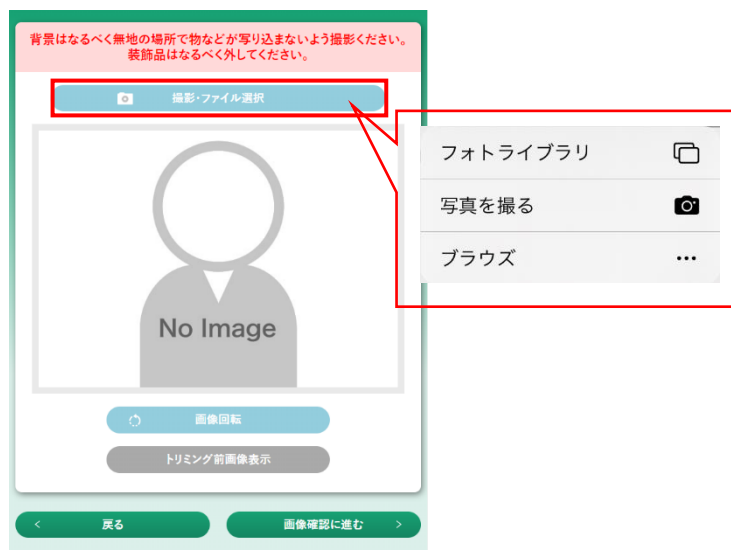 背景はなるべく無地の場所で物などが写り込まないよう撮影ください。
装飾品はなるべく外してください。
撮影・ファイル選択
フォトライブラリ
写真を撮る
ブラウズ
No Image
画像回転
トリミング前画像表示
戻る
画像確認に進む